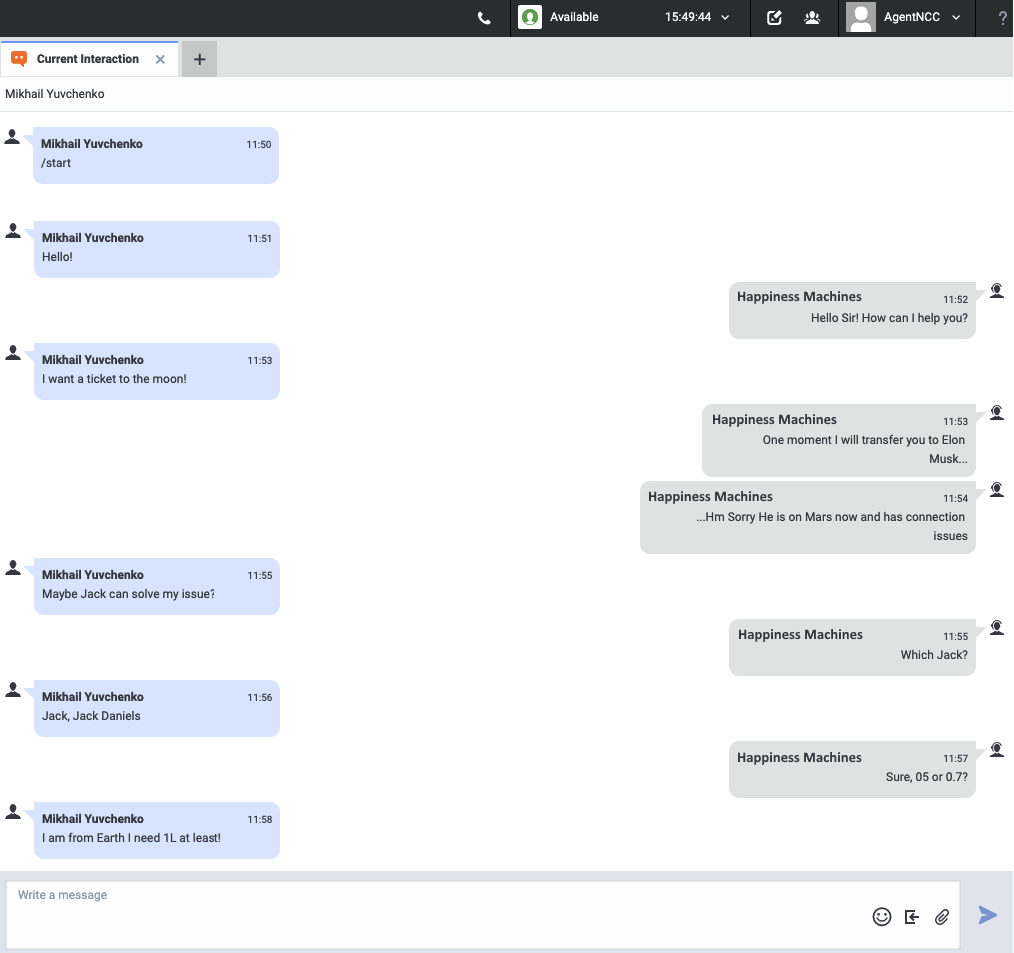 Available
15:49:44
AgentNCC
?
Current Interaction
+
Mikhail Yuvchenko
Mikhail Yuvchenko 11:50
/start
Mikhail Yuvchenko 11:51
Hello!
Happiness Machines 11:52
Hello Sir! How can I help you?
Mikhail Yuvchenko 11:53
I want a ticket to the moon!
Happiness Machines 11:53
One moment I will transfer you to Elon
Musk...
Happiness Machines 11:54
...Hm Sorry He is on Mars now and has connection
issues
Mikhail Yuvchenko 11:55
Maybe Jack can solve my issue?
Happiness Machines 11:55
Which Jack?
Mikhail Yuvchenko 11:56
Jack, Jack Daniels
Happiness Machines 11:57
Sure, 05 or 0.7?
Mikhail Yuvchenko 11:58
I am from Earth I need 1L at least!
Write a message